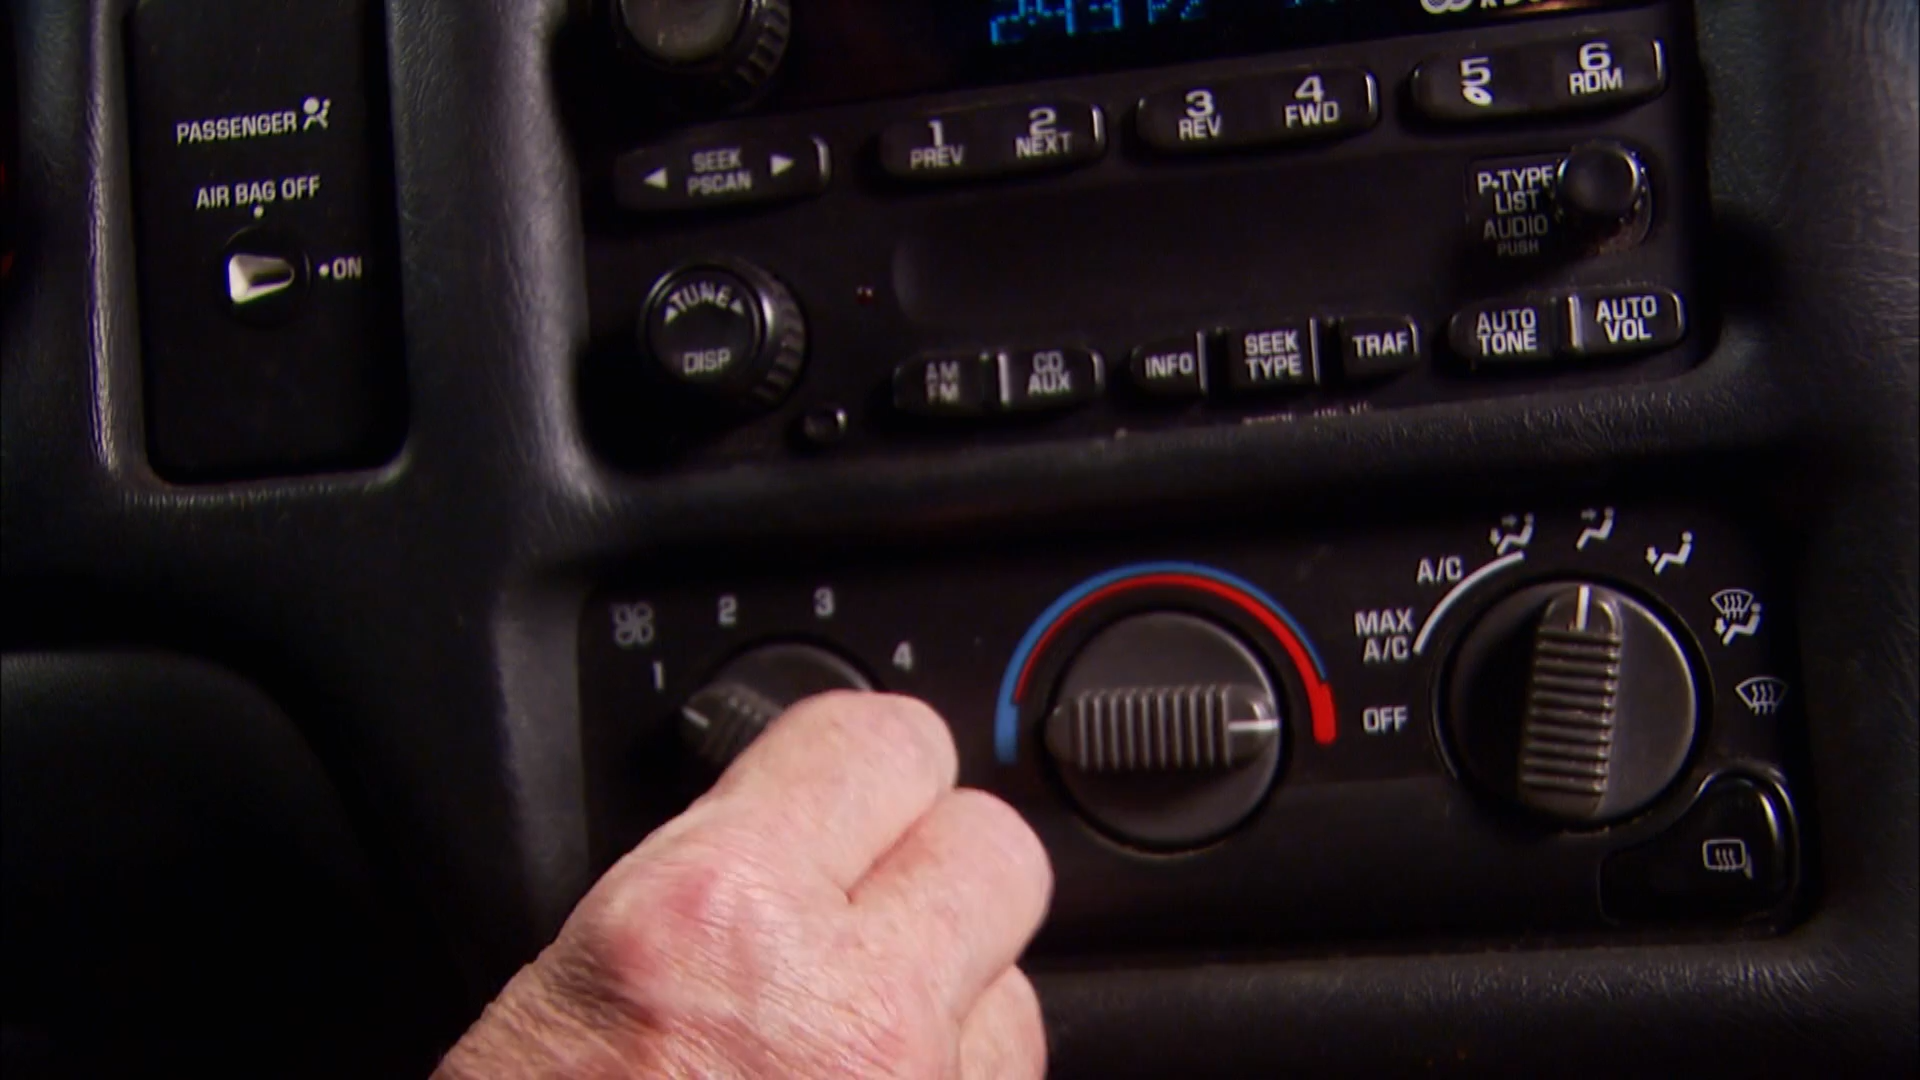 PASSENGER
AIR BAG OFF
ON
SEEK
PSCAN
1
PREV
2
NEXT
3
REV
4
FWD
5
6
RDM
P-TYPE
LIST
AUDIO
PUSH
TUNE
DISP
AM
FM
CD
AUX
INFO
SEEK
TYPE
TRAF
AUTO
TONE
AUTO
VOL
1
2
3
4
A/C
MAX
A/C
OFF